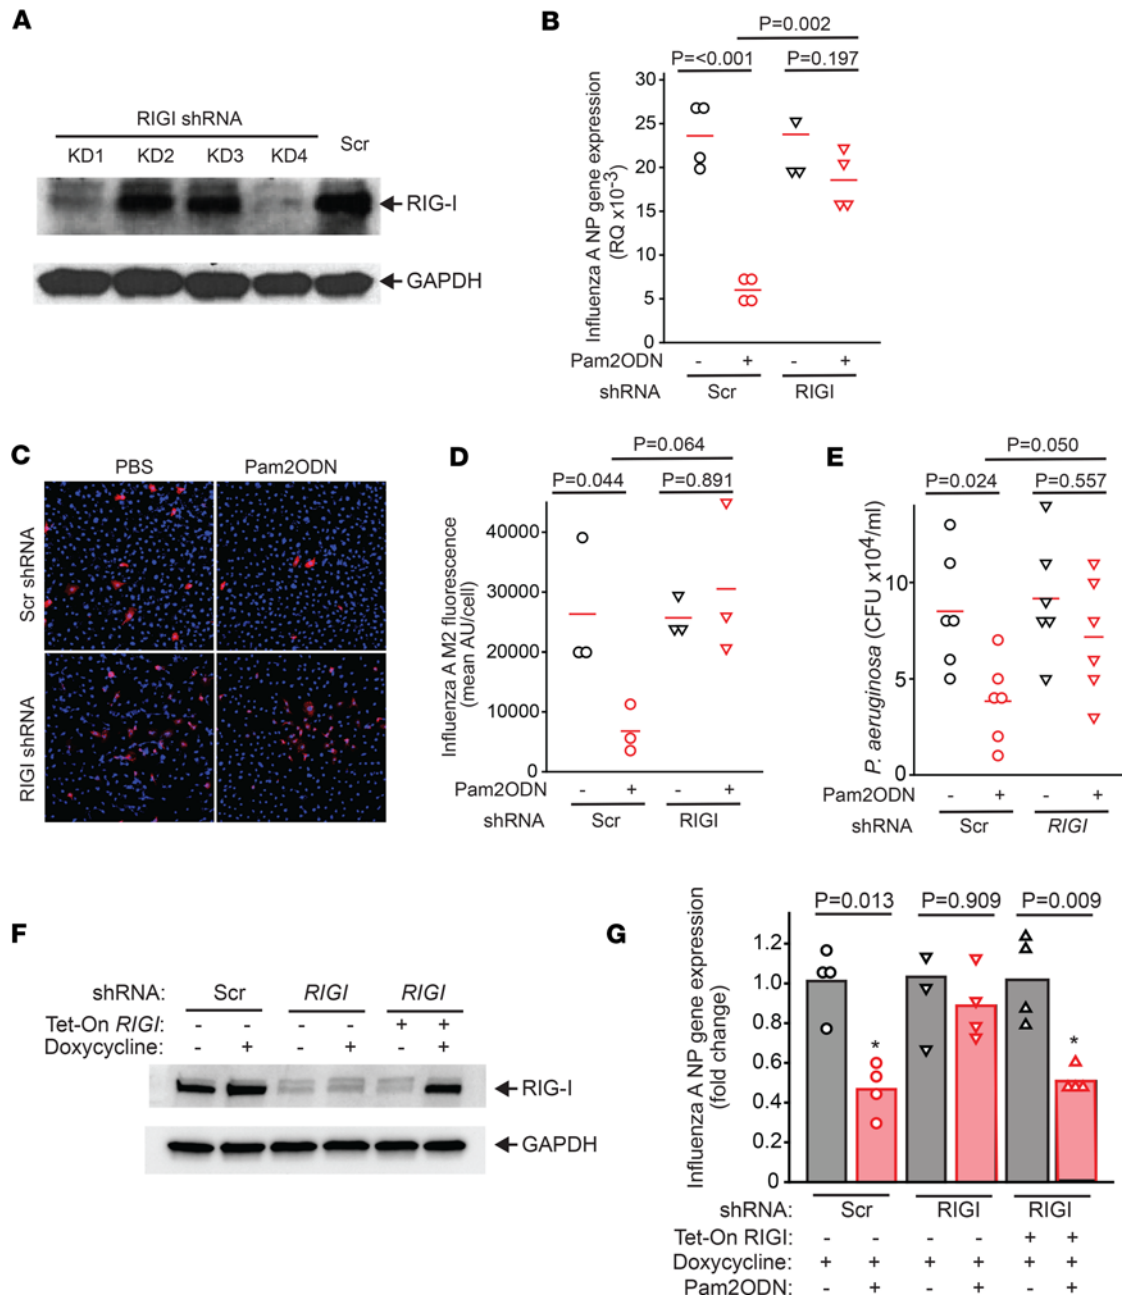 A
RIGI shRNA
KD1 KD2 KD3 KD4 Scr
RIG-I
GAPDH
B
P=0.002
P=<0.001 P=0.197
Influenza A NP gene expression
(RQ x10-3)
30
25
20
15
10
5
0
Pam2ODN - + - +
shRNA Scr RIGI
C
PBS Pam2ODN
Scr shRNA
RIGI shRNA
D
P=0.064
P=0.044 P=0.891
Influenza A M2 fluorescence
(mean AU/cell)
40000
30000
20000
10000
0
Pam2ODN - + - +
shRNA Scr RIGI
E
P=0.050
P=0.024 P=0.557
P. aeruginosa (CFU x10⁴/ml)
10
5
0
Pam2ODN - + - +
shRNA Scr RIGI
F
shRNA: Scr RIGI RIGI
Tet-On RIGI: - - - - + +
Doxycycline: - + - + - +
RIG-I
GAPDH
G
P=0.013 P=0.909 P=0.009
Influenza A NP gene expression
(fold change)
1.2
1.0
0.8
0.6
0.4
0.2
0
* *
shRNA: Scr RIGI RIGI
Tet-On RIGI: - - - - + +
Doxycycline: + + + + + +
Pam2ODN: - + - + - +